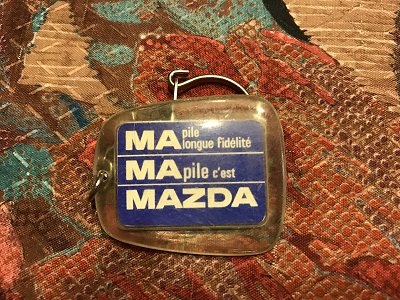 MA pile
longue fidélité
MA pile c'est
MAZDA